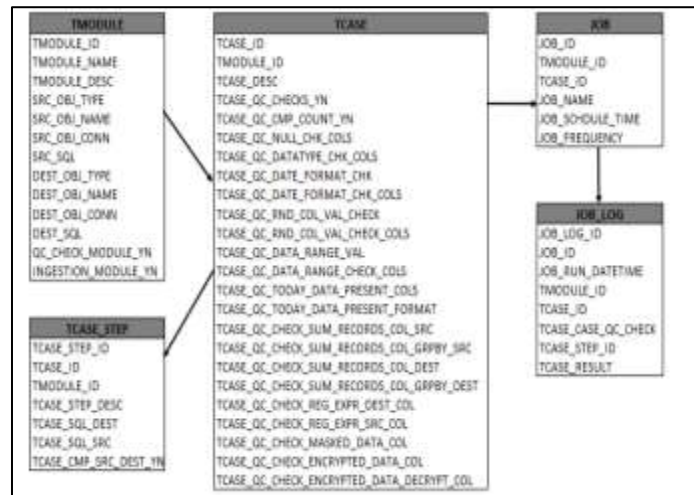 TMODULE
TMODULE_ID
TMODULE_NAME
TMODULE_DESC
SRC_OBJ_TYPE
SRC_OBJ_NAME
SRC_OBJ_CONN
SRC_SQL
DEST_OBJ_TYPE
DEST_OBJ_NAME
DEST_OBJ_CONN
DEST_SQL
QC_CHECK_MODULE_YN
INGESTION_MODULE_YN
TCASE_STEP
TCASE_STEP_ID
TCASE_ID
TMODULE_ID
TCASE_STEP_DESC
TCASE_SQL_DEST
TCASE_SQL_SRC
TCASE_CMP_SRC_DEST_YN
TCASE
TCASE_ID
TMODULE_ID
TCASE_DESC
TCASE_QC_CHECKS_YN
TCASE_QC_CMP_COUNT_YN
TCASE_QC_NULL_CHK_COLS
TCASE_QC_DATATYPE_CHK_COLS
TCASE_QC_DATE_FORMAT_CHK
TCASE_QC_DATE_FORMAT_CHK_COLS
TCASE_QC_RND_COL_VAL_CHECK
TCASE_QC_RND_COL_VAL_CHECK_COLS
TCASE_QC_DATA_RANGE_VAL
TCASE_QC_DATA_RANGE_CHECK_COLS
TCASE_QC_TODAY_DATA_PRESENT_COLS
TCASE_QC_TODAY_DATA_PRESENT_FORMAT
TCASE_QC_CHECK_SUM_RECORDS_COL_SRC
TCASE_QC_CHECK_SUM_RECORDS_COL_GRPBY_SRC
TCASE_QC_CHECK_SUM_RECORDS_COL_DEST
TCASE_QC_CHECK_SUM_RECORDS_COL_GRPBY_DEST
TCASE_QC_CHECK_REG_EXPR_DEST_COL
TCASE_QC_CHECK_REG_EXPR_SRC_COL
TCASE_QC_CHECK_MASKED_DATA_COL
TCASE_QC_CHECK_ENCRYPTED_DATA_COL
TCASE_QC_CHECK_ENCRYPTED_DATA_DECRYFT_COL
JOB
JOB_ID
TMODULE_ID
TCASE_ID
JOB_NAME
JOB_SCHDULE_TIME
JOB_FREQUENCY
JOB_LOG
JOB_LOG_ID
JOB_ID
JOB_RUN_DATETIME
TMODULE_ID
TCASE_ID
TCASE_CASE_QC_CHECK
TCASE_STEP_ID
TCASE_RESULT